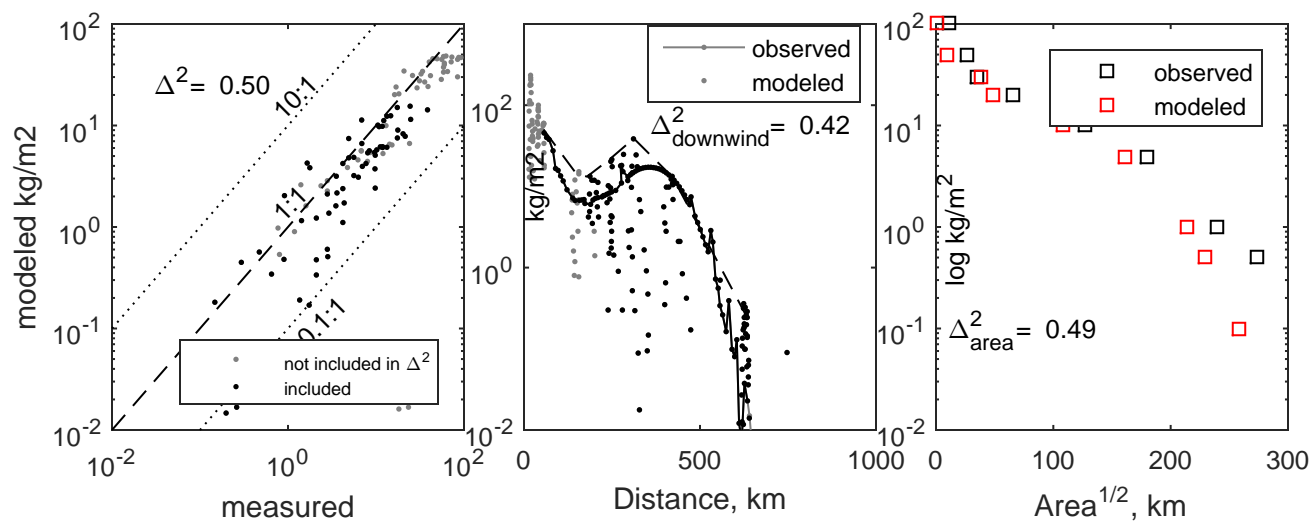 10^2
10^1
10^0
10^-1
10^-2
modeled kg/m2
Δ^2= 0.50
10:1
1:1
0.1:1
not included in Δ^2
included
10^-2
10^0
10^2
measured
10^2
10^0
10^-2
kg/m2
observed
modeled
Δ^2_downwind= 0.42
0
500
1000
Distance, km
10^2
10^1
10^0
10^-1
10^-2
log kg/m^2
observed
modeled
Δ^2_area= 0.49
0
100
200
300
Area^1/2, km